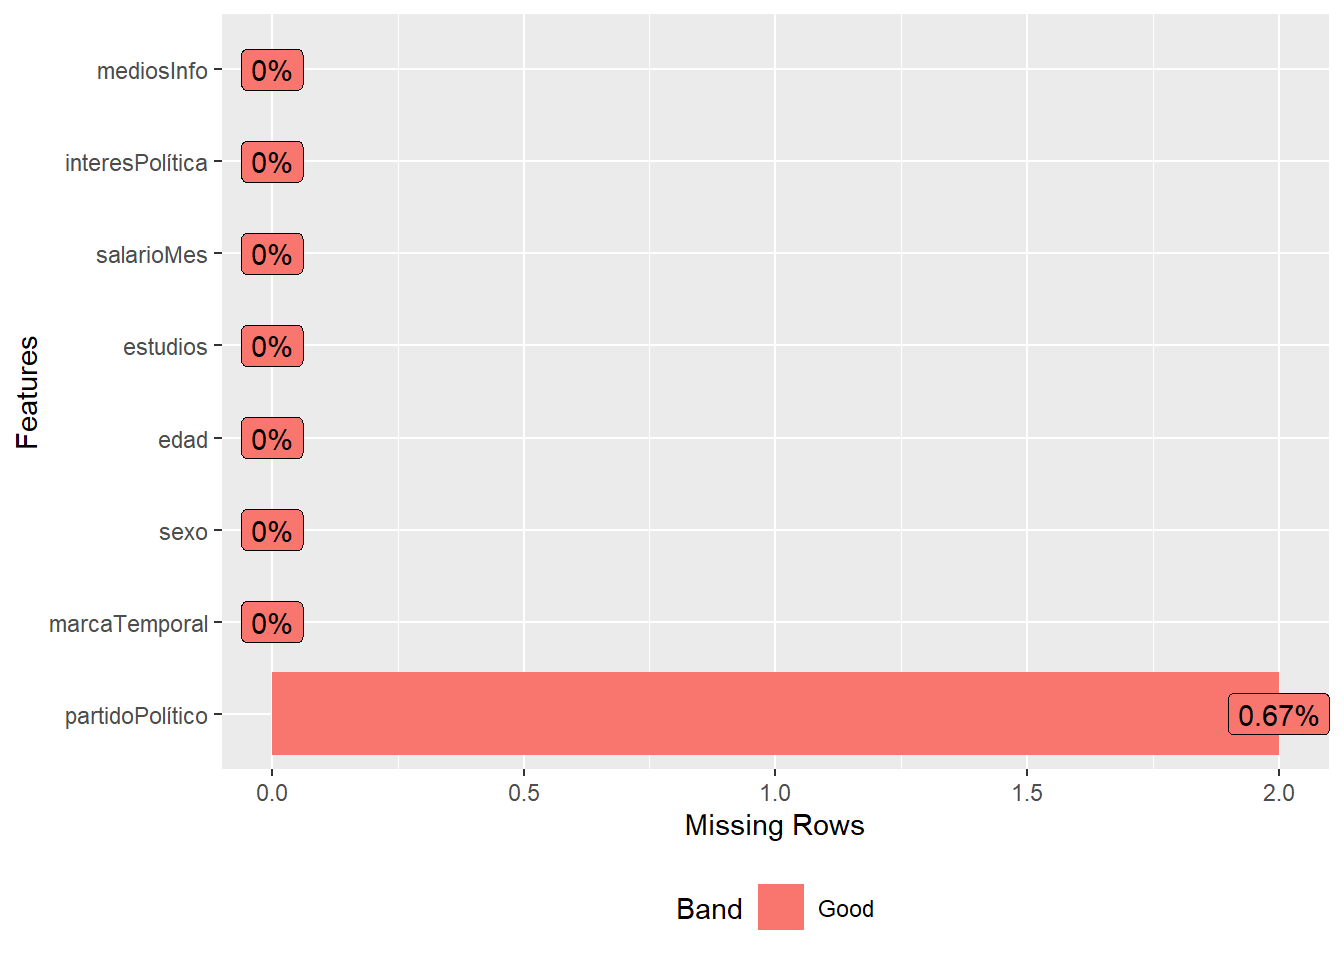 Features
mediosInfo 0%
interesPolítica 0%
salarioMes 0%
estudios 0%
edad 0%
sexo 0%
marcaTemporal 0%
partidoPolítico 0.67%
0.0 0.5 1.0 1.5 2.0
Missing Rows
Band Good